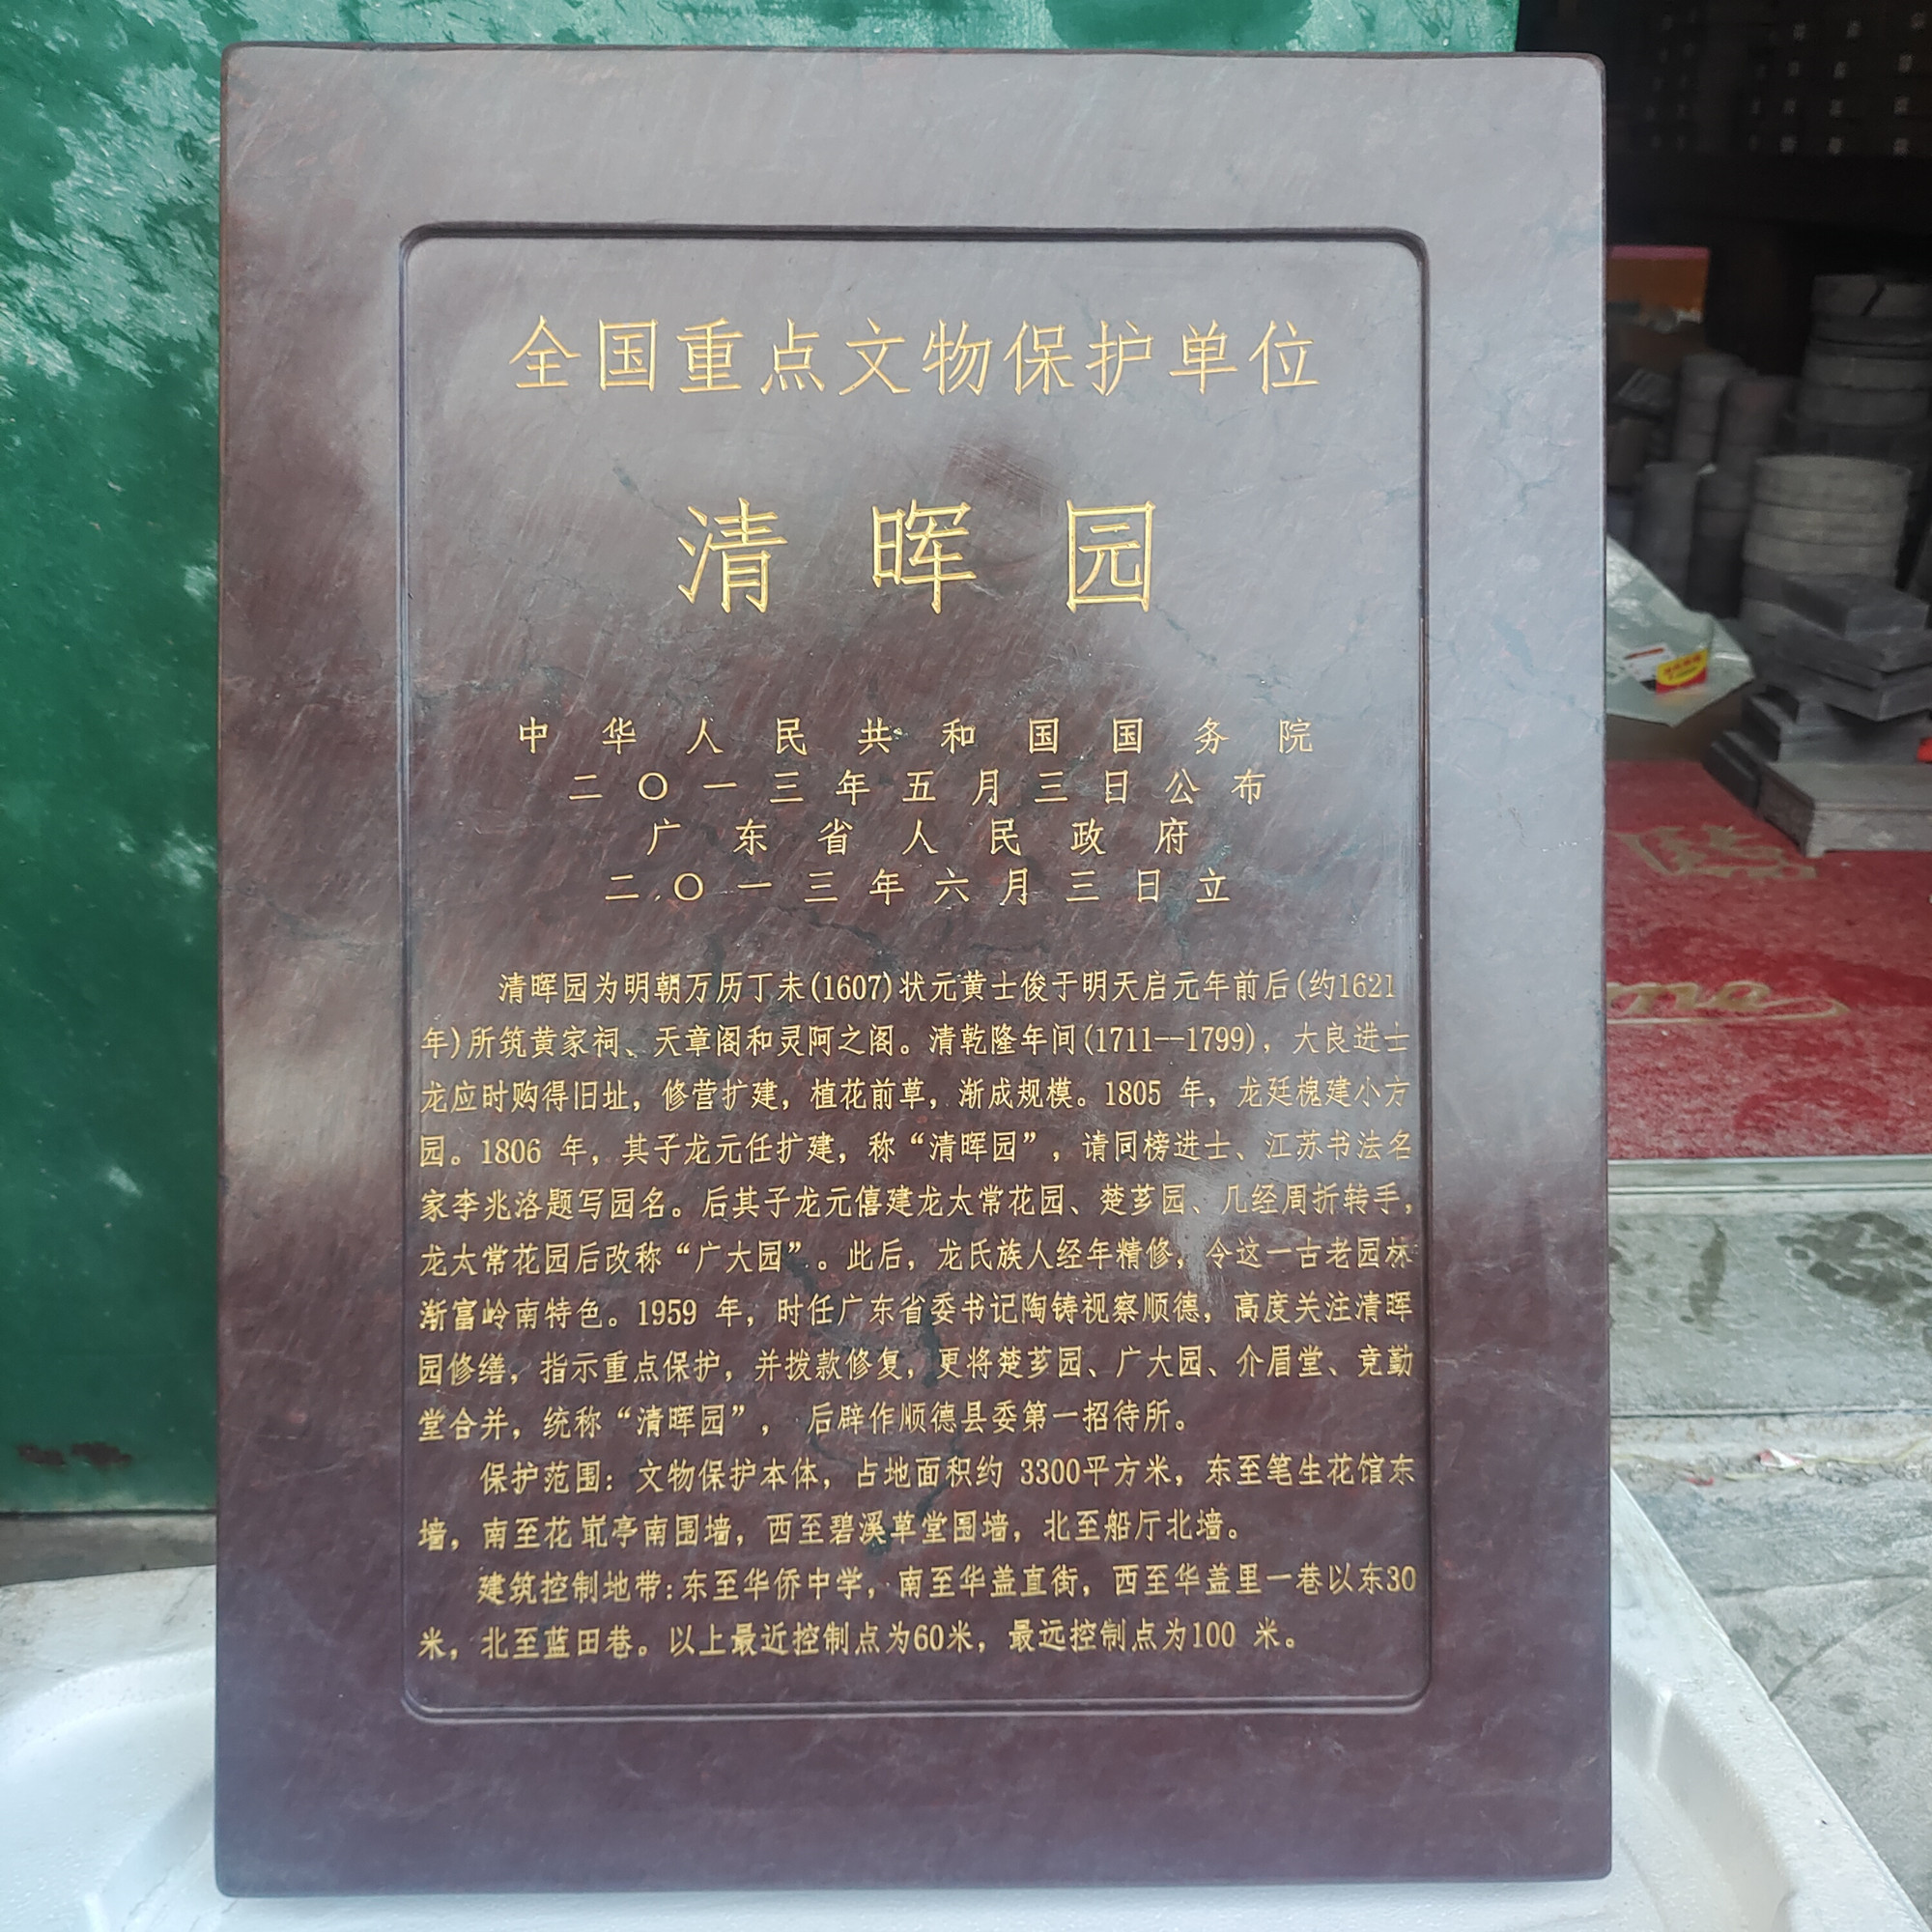 全国重点文物保护单位
清晖园
中华人民共和国国务院
二〇一三年五月三日公布
广东省人民政府
二.〇一三年六月三日立
清晖园为明朝万历丁未(1607)状元黄士俊于明天启元年前后(约1621
年)所筑黄家祠、天章阁和灵阿之阁。清乾隆年间(1711—1799)，大良进士
龙应时购得旧址，修营扩建，植花前草，渐成规模。1805 年，龙廷槐建小方
园。1806 年，其子龙元任扩建，称“清晖园”，请同榜进士、江苏书法名
家李兆洛题写园名。后其子龙元僖建龙太常花园、楚芗园、几经周折转手，
龙太常花园后改称“广大园”。此后，龙氏族人经年精修，令这一古老园林
渐富岭南特色。1959 年，时任广东省委书记陶铸视察顺德，高度关注清晖
园修缮，指示重点保护，并拨款修复，更将楚芗园、广大园、介眉堂、竞勤
堂合并，统称“清晖园”， 后辟作顺德县委第一招待所。
保护范围：文物保护本体，占地面积约 3300平方米，东至笔生花馆东
墙，南至花㽏亭南围墙，西至碧溪草堂围墙，北至船厅北墙。
建筑控制地带:东至华侨中学，南至华盖直街，西至华盖里一巷以东30
米，北至蓝田巷。以上最近控制点为60米，最远控制点为100 米。